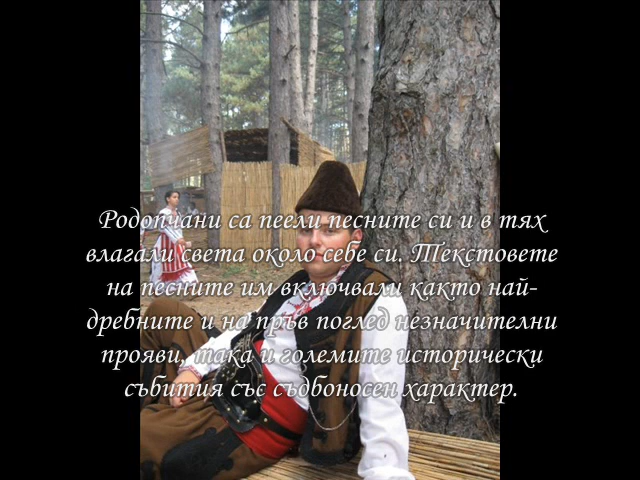 Родопчани са пеели песните си и в тях
влагали света около себе си. Текстовете
на песните им включвали както най-
дребните и на пръв поглед незначителни
прояви, така и големите исторически
събития със съдбоносен характер.